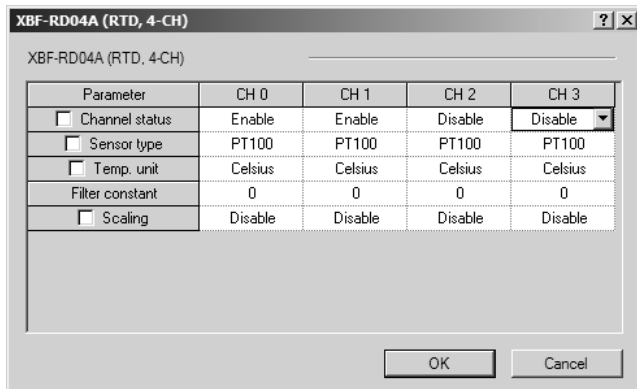 XBF-RD04A (RTD, 4-CH)
? ×
XBF-RD04A (RTD, 4-CH)
Parameter CH 0 CH 1 CH 2 CH 3
Channel status Enable Enable Disable Disable
Sensor type PT100 PT100 PT100 PT100
Temp. unit Celsius Celsius Celsius Celsius
Filter constant 0 0 0 0
Scaling Disable Disable Disable Disable
OK Cancel